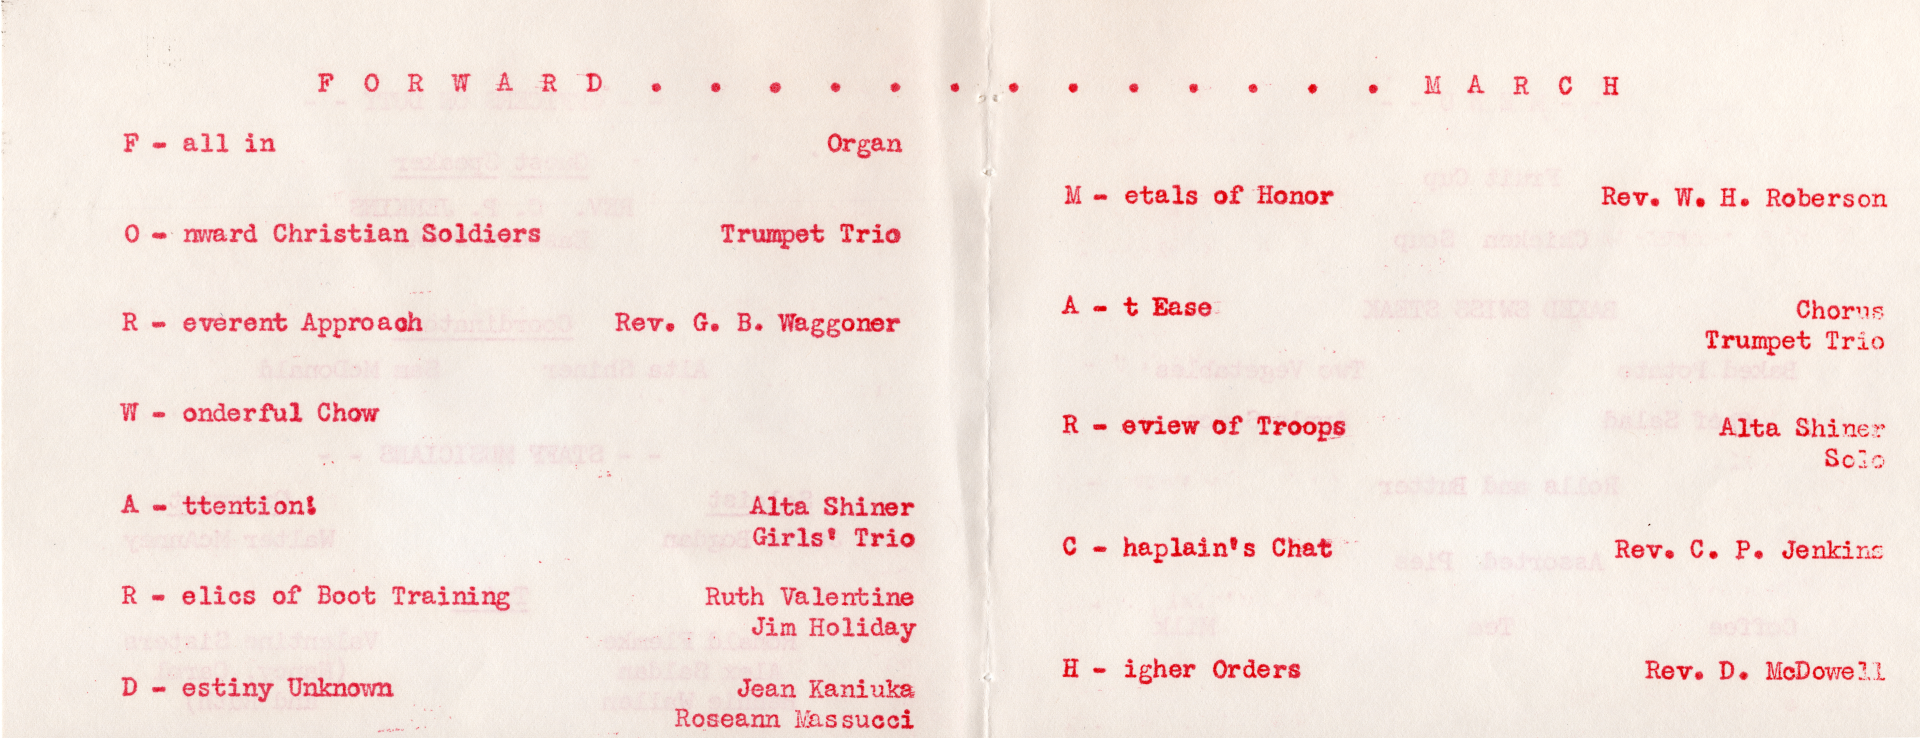 F O R W A R D . . . . . . . . . . . . . M A R C H
F - all in Organ
O - nward Christian Soldiers Trumpet Trio
R - everent Approach Rev. G. B. Waggoner
W - onderful Chow
A - ttention! Alta Shiner
Girls' Trio
R - elics of Boot Training Ruth Valentine
Jim Holiday
D - estiny Unknown Jean Kaniuka
Roseann Massucci
M - etals of Honor Rev. W. H. Roberson
A - t Ease Chorus
Trumpet Trio
R - eview of Troops Alta Shiner
Solo
C - haplain's Chat Rev. C. P. Jenkins
H - igher Orders Rev. D. McDowell